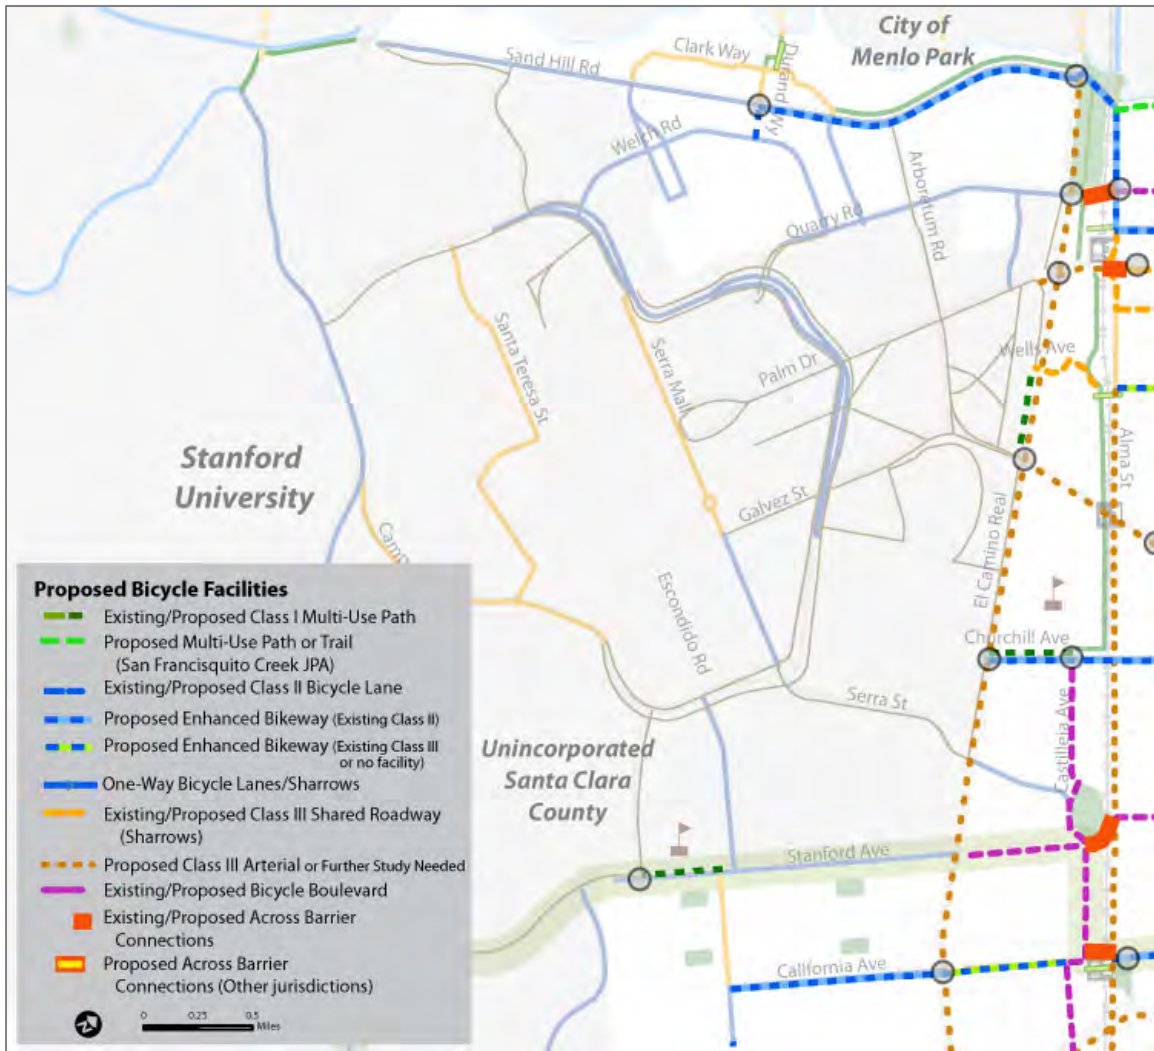 City of
Menlo Park
Clark Way
Durand Wy
Sand Hill Rd
Welch Rd
Arboretum Rd
Quarry Rd
Santa Teresa St
Serra Mall
Wells Ave
Palm Dr
Alma St
Stanford
University
Galvez St
El Camino Real
Camp
Escondido Rd
Churchill Ave
Serra St
Castilleja Ave
Unincorporated
Santa Clara
County
Stanford Ave
California Ave
Proposed Bicycle Facilities
Existing/Proposed Class I Multi-Use Path
Proposed Multi-Use Path or Trail
(San Francisquito Creek JPA)
Existing/Proposed Class II Bicycle Lane
Proposed Enhanced Bikeway (Existing Class II)
Proposed Enhanced Bikeway (Existing Class III
or no facility)
One-Way Bicycle Lanes/Sharrows
Existing/Proposed Class III Shared Roadway
(Sharrows)
Proposed Class III Arterial or Further Study Needed
Existing/Proposed Bicycle Boulevard
Existing/Proposed Across Barrier
Connections
Proposed Across Barrier
Connections (Other jurisdictions)
N
0 0.25 0.5
Miles